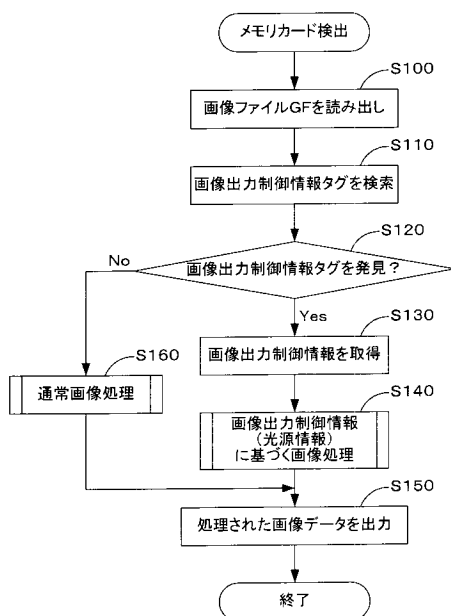 メモリカード検出
S100
画像ファイルGFを読み出し
S110
画像出力制御情報タグを検索
S120
画像出力制御情報タグを発見？
No
Yes
S130
画像出力制御情報を取得
S160
通常画像処理
S140
画像出力制御情報
(光源情報)
に基づく画像処理
S150
処理された画像データを出力
終了